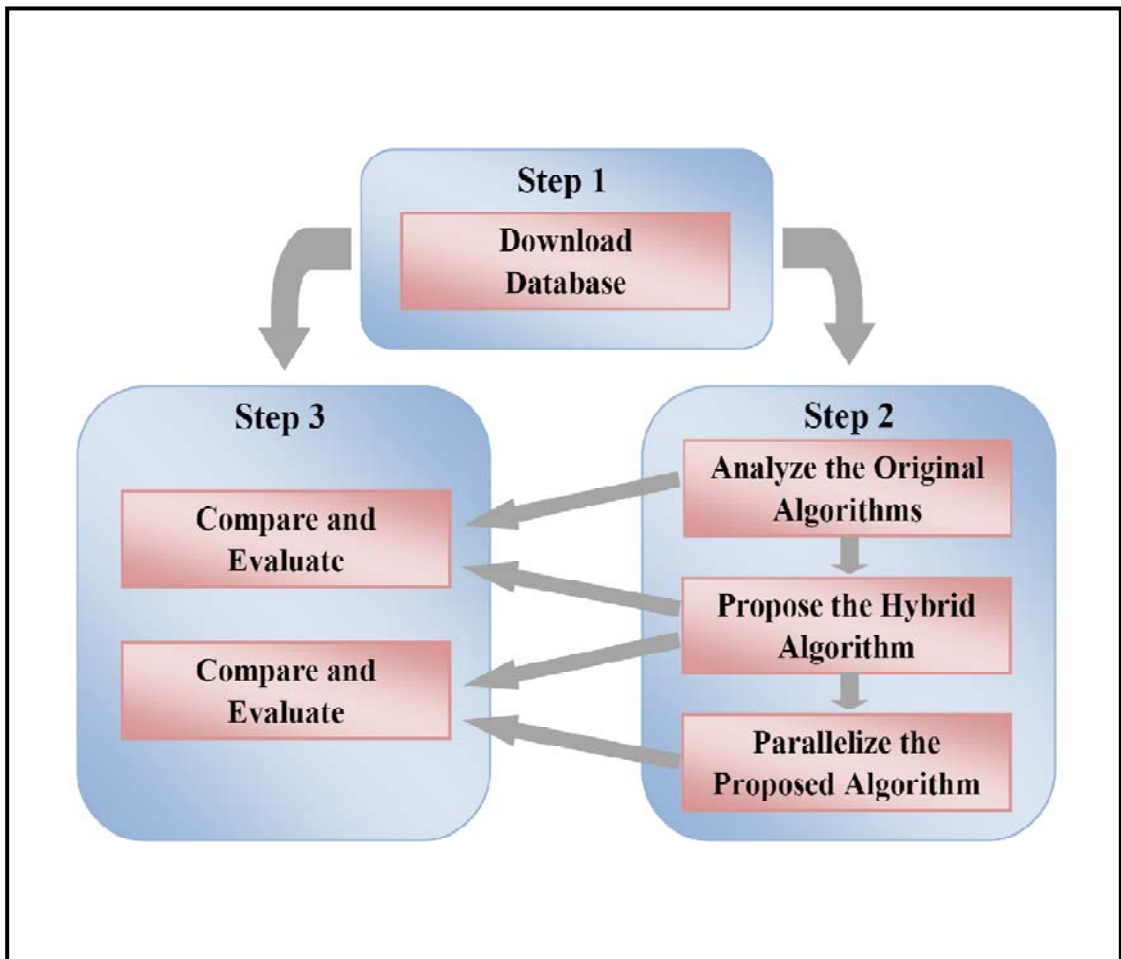 Step 1
Download
Database
Step 3
Compare and
Evaluate
Compare and
Evaluate
Step 2
Analyze the Original
Algorithms
Propose the Hybrid
Algorithm
Parallelize the
Proposed Algorithm